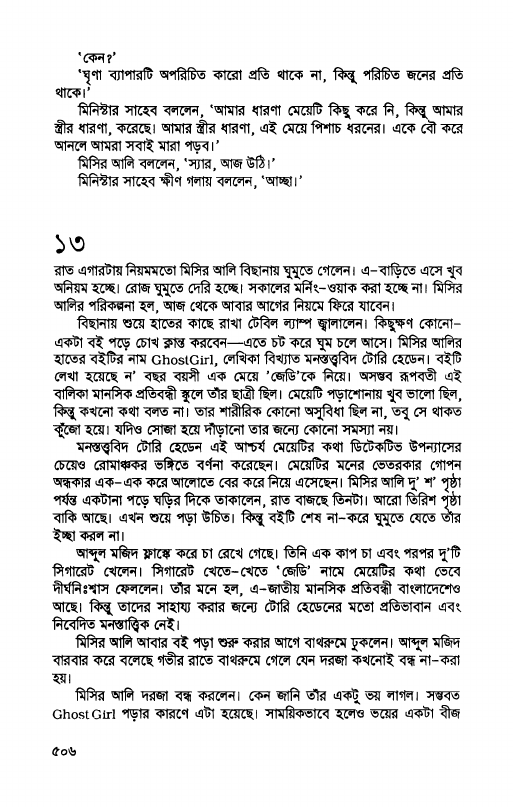 ‘কেন?’
‘ঘৃণা ব্যাপারটি অপরিচিত কারো প্রতি থাকে না, কিন্তু পরিচিত জনের প্রতি
থাকে।’
মিনিস্টার সাহেব বললেন, ‘আমার ধারণা মেয়েটি কিছু করে নি, কিন্তু আমার
স্ত্রীর ধারণা, করেছে। আমার স্ত্রীর ধারণা, এই মেয়ে পিশাচ ধরনের। একে বৌ করে
আনলে আমরা সবাই মারা পড়ব।’
মিসির আলি বললেন, ‘স্যার, আজ উঠি।’
মিনিস্টার সাহেব ক্ষীণ গলায় বললেন, ‘আচ্ছা।’
১৩
রাত এগারটায় নিয়মমতো মিসির আলি বিছানায় ঘুমুতে গেলেন। এ–বাড়িতে এসে খুব
অনিয়ম হচ্ছে। রোজ ঘুমুতে দেরি হচ্ছে। সকালের মর্নিং–ওয়াক করা হচ্ছে না। মিসির
আলির পরিকল্পনা হল, আজ থেকে আবার আগের নিয়মে ফিরে যাবেন।
বিছানায় শুয়ে হাতের কাছে রাখা টেবিল ল্যাম্প জ্বালালেন। কিছুক্ষণ কোনো–
একটা বই পড়ে চোখ ক্লান্ত করবেন—এতে চট করে ঘুম চলে আসে। মিসির আলির
হাতের বইটির নাম GhostGirl, লেখিকা বিখ্যাত মনস্তত্ত্ববিদ টোরি হেডেন। বইটি
লেখা হয়েছে ন’ বছর বয়সী এক মেয়ে ’জেডি’কে নিয়ে। অসম্ভব রূপবতী এই
বালিকা মানসিক প্রতিবন্ধী স্কুলে তাঁর ছাত্রী ছিল। মেয়েটি পড়াশোনায় খুব ভালো ছিল,
কিন্তু কখনো কথা বলত না। তার শারীরিক কোনো অসুবিধা ছিল না, তবু সে থাকত
কুঁজো হয়ে। যদিও সোজা হয়ে দাঁড়ানো তার জন্যে কোনো সমস্যা নয়।
মনস্তত্ত্ববিদ টোরি হেডেন এই আশ্চর্য মেয়েটির কথা ডিটেকটিভ উপন্যাসের
চেয়েও রোমাঞ্চকর ভঙ্গিতে বর্ণনা করেছেন। মেয়েটির মনের ভেতরকার গোপন
অন্ধকার এক–এক করে আলোতে বের করে নিয়ে এসেছেন। মিসির আলি দু’ শ’ পৃষ্ঠা
পর্যন্ত একটানা পড়ে ঘড়ির দিকে তাকালেন, রাত বাজছে তিনটা। আরো তিরিশ পৃষ্ঠা
বাকি আছে। এখন শুয়ে পড়া উচিত। কিন্তু বইটি শেষ না–করে ঘুমুতে যেতে তাঁর
ইচ্ছা করল না।
আব্দুল মজিদ ফ্লাস্কে করে চা রেখে গেছে। তিনি এক কাপ চা এবং পরপর দু’টি
সিগারেট খেলেন। সিগারেট খেতে–খেতে ‘জেডি’ নামে মেয়েটির কথা ভেবে
দীর্ঘনিঃশ্বাস ফেললেন। তাঁর মনে হল, এ–জাতীয় মানসিক প্রতিবন্ধী বাংলাদেশেও
আছে। কিন্তু তাদের সাহায্য করার জন্যে টোরি হেডেনের মতো প্রতিভাবান এবং
নিবেদিত মনস্তাত্ত্বিক নেই।
মিসির আলি আবার বই পড়া শুরু করার আগে বাথরুমে ঢুকলেন। আব্দুল মজিদ
বারবার করে বলেছে গভীর রাতে বাথরুমে গেলে যেন দরজা কখনোই বন্ধ না–করা
হয়।
মিসির আলি দরজা বন্ধ করলেন। কেন জানি তাঁর একটু ভয় লাগল। সম্ভবত
Ghost Girl পড়ার কারণে এটা হয়েছে। সাময়িকভাবে হলেও ভয়ের একটা বীজ
৫০৬